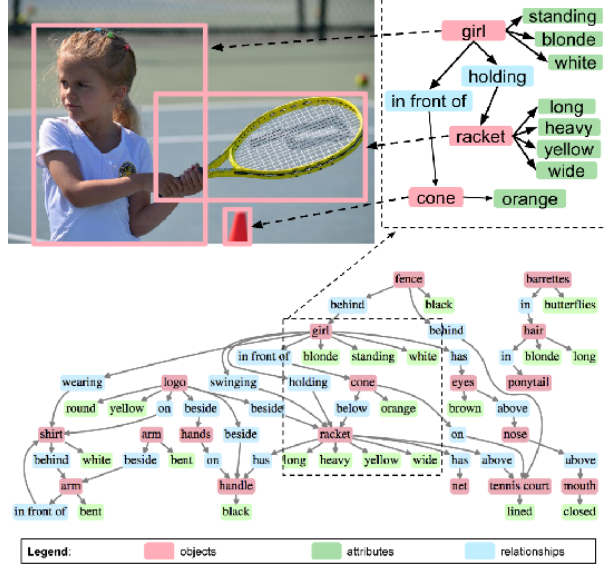 standing
girl
blonde
white
holding
in front of
long
heavy
racket
yellow
wide
cone
orange
fence barrettes
behind black in butterflies
girl behind hair
in front of blonde standing white has in blonde long
wearing logo swinging holding cone eyes ponytail
round yellow on beside beside below orange brown above
shirt arm hands beside racket on nose
behind white beside bent on has long heavy yellow wide has above above
arm handle net tennis court mouth
in front of bent black lined closed
Legend: objects attributes relationships